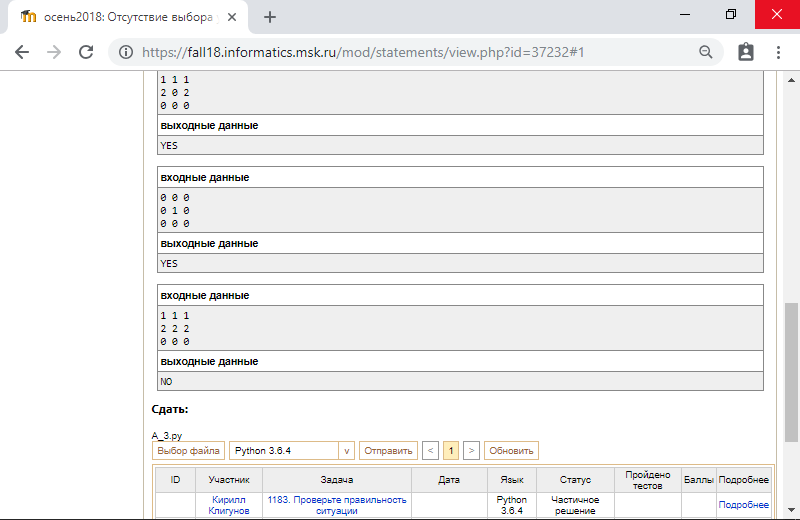 осень2018: Отсутствие выбора
https://fall18.informatics.msk.ru/mod/statements/view.php?id=37232#1
1 1 1
2 0 2
0 0 0
выходные данные
YES
входные данные
0 0 0
0 1 0
0 0 0
выходные данные
YES
входные данные
1 1 1
2 2 2
0 0 0
выходные данные
NO
Сдать:
A_3.py
Выбор файла Python 3.6.4 v Отправить < 1 > Обновить
ID Участник Задача Дата Язык Статус Пройдено тестов Баллы Подробнее
Кирилл Клигунов 1183. Проверьте правильность ситуации Python 3.6.4 Частичное решение Подробнее